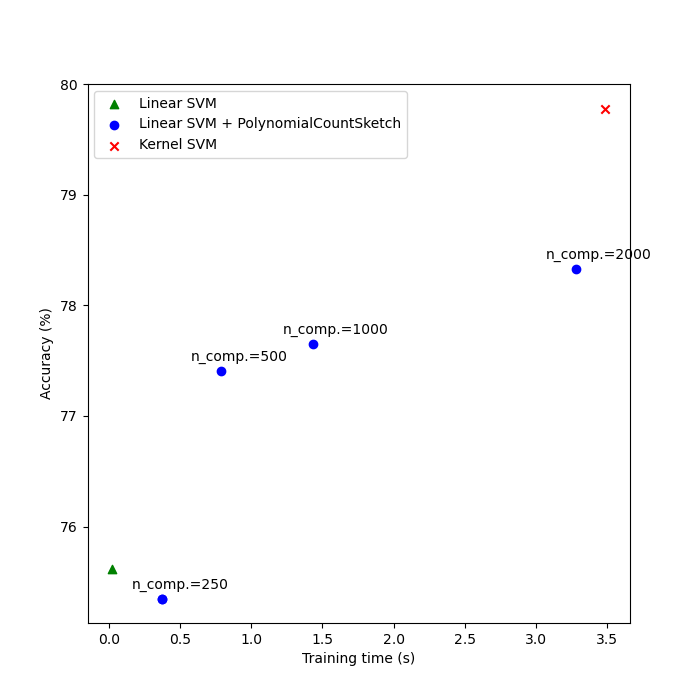 80
Linear SVM
Linear SVM + PolynomialCountSketch
Kernel SVM
79
n_comp.=2000
78
n_comp.=1000
n_comp.=500
77
76
n_comp.=250
Accuracy (%)
0.0 0.5 1.0 1.5 2.0 2.5 3.0 3.5
Training time (s)